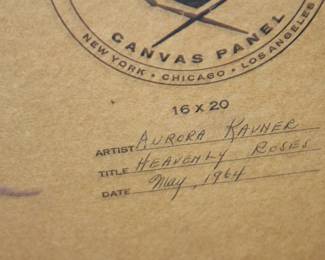 CANVAS PANEL
NEW YORK • CHICAGO • LOS ANGELES
16 x 20
ARTIST AURORA KAVNER
TITLE HEAVENLY ROSES
DATE May, 1964